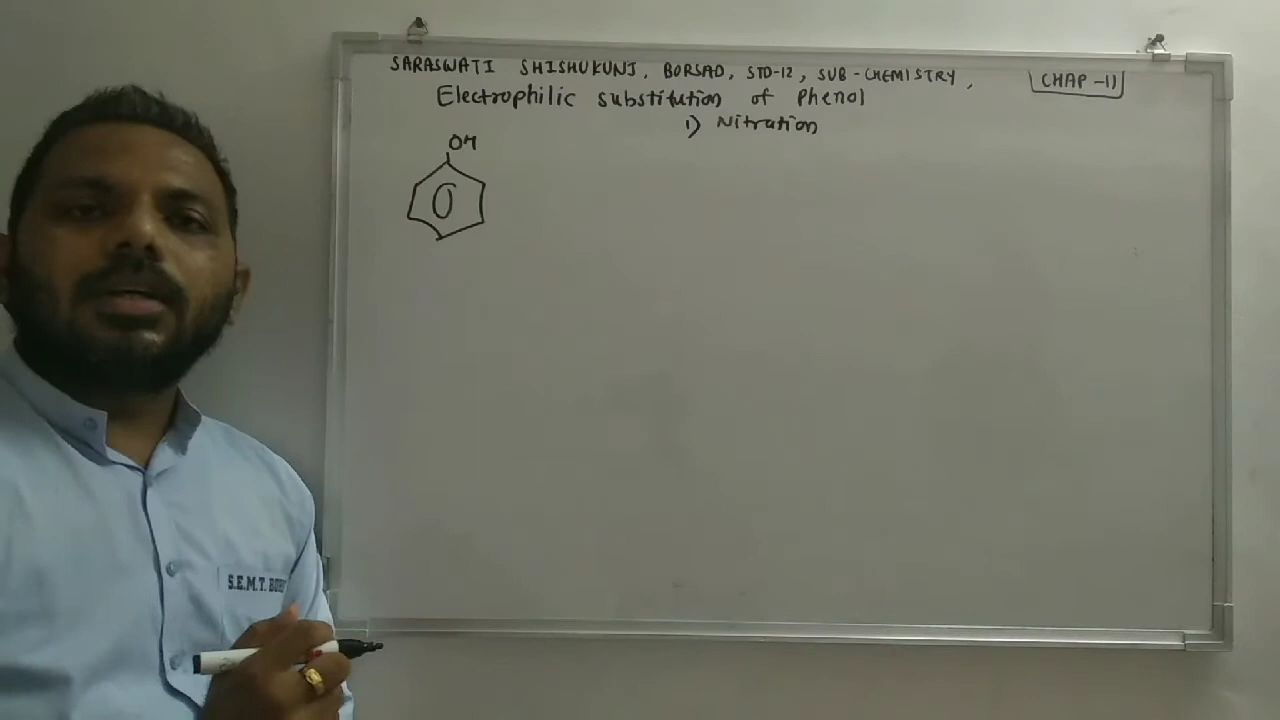 SARASWATI SHISHUKUNJ, BORSAD, STD-12, SUB-CHEMISTRY,
CHAP-11
Electrophilic substitution of Phenol
1) Nitration
OH
S.E.M.T.